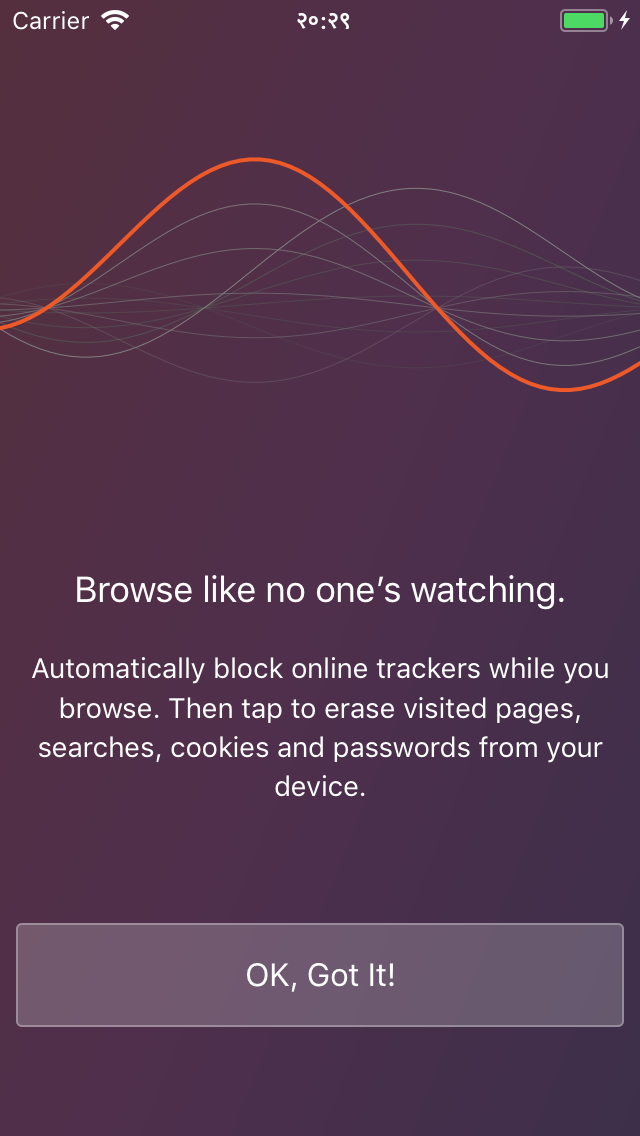 Carrier २०:२९
Browse like no one’s watching.
Automatically block online trackers while you
browse. Then tap to erase visited pages,
searches, cookies and passwords from your
device.
OK, Got It!